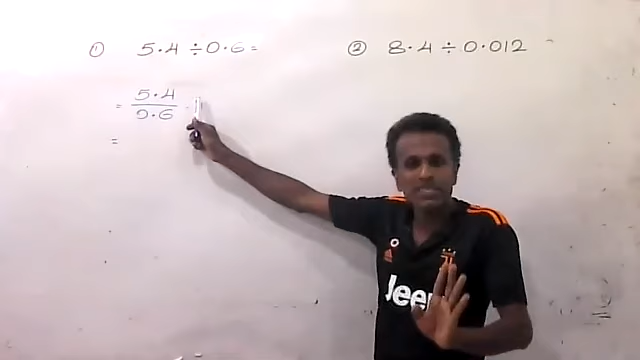 ① 5.4 ÷ 0.6 =
② 8.4 ÷ 0.012
= 5.4
0.6
=
Jeep